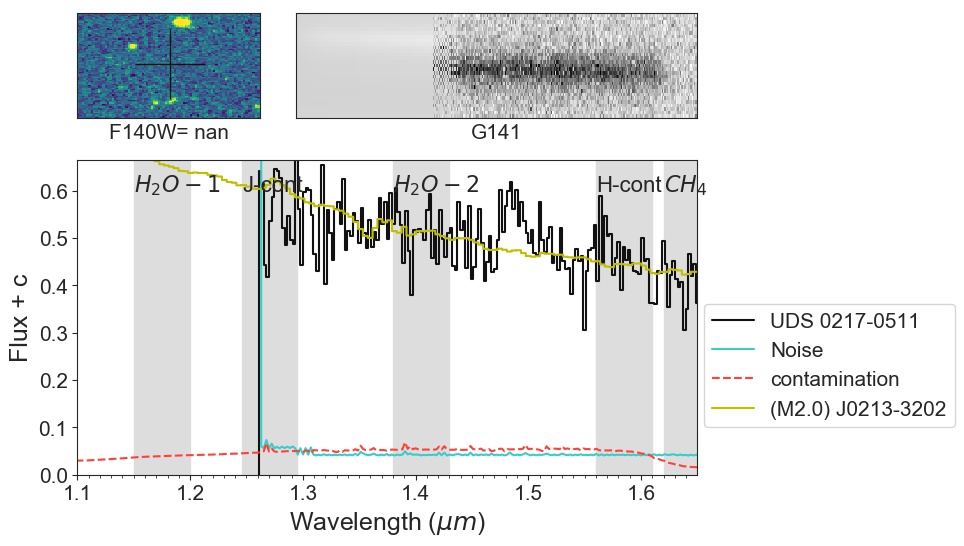 F140W= nan
G141
H₂O − 1
J-cont
H₂O − 2
H-cont
CH₄
0.6
0.5
0.4
0.3
0.2
0.1
0.0
Flux + c
1.1
1.2
1.3
1.4
1.5
1.6
Wavelength (μm)
UDS 0217-0511
Noise
contamination
(M2.0) J0213-3202